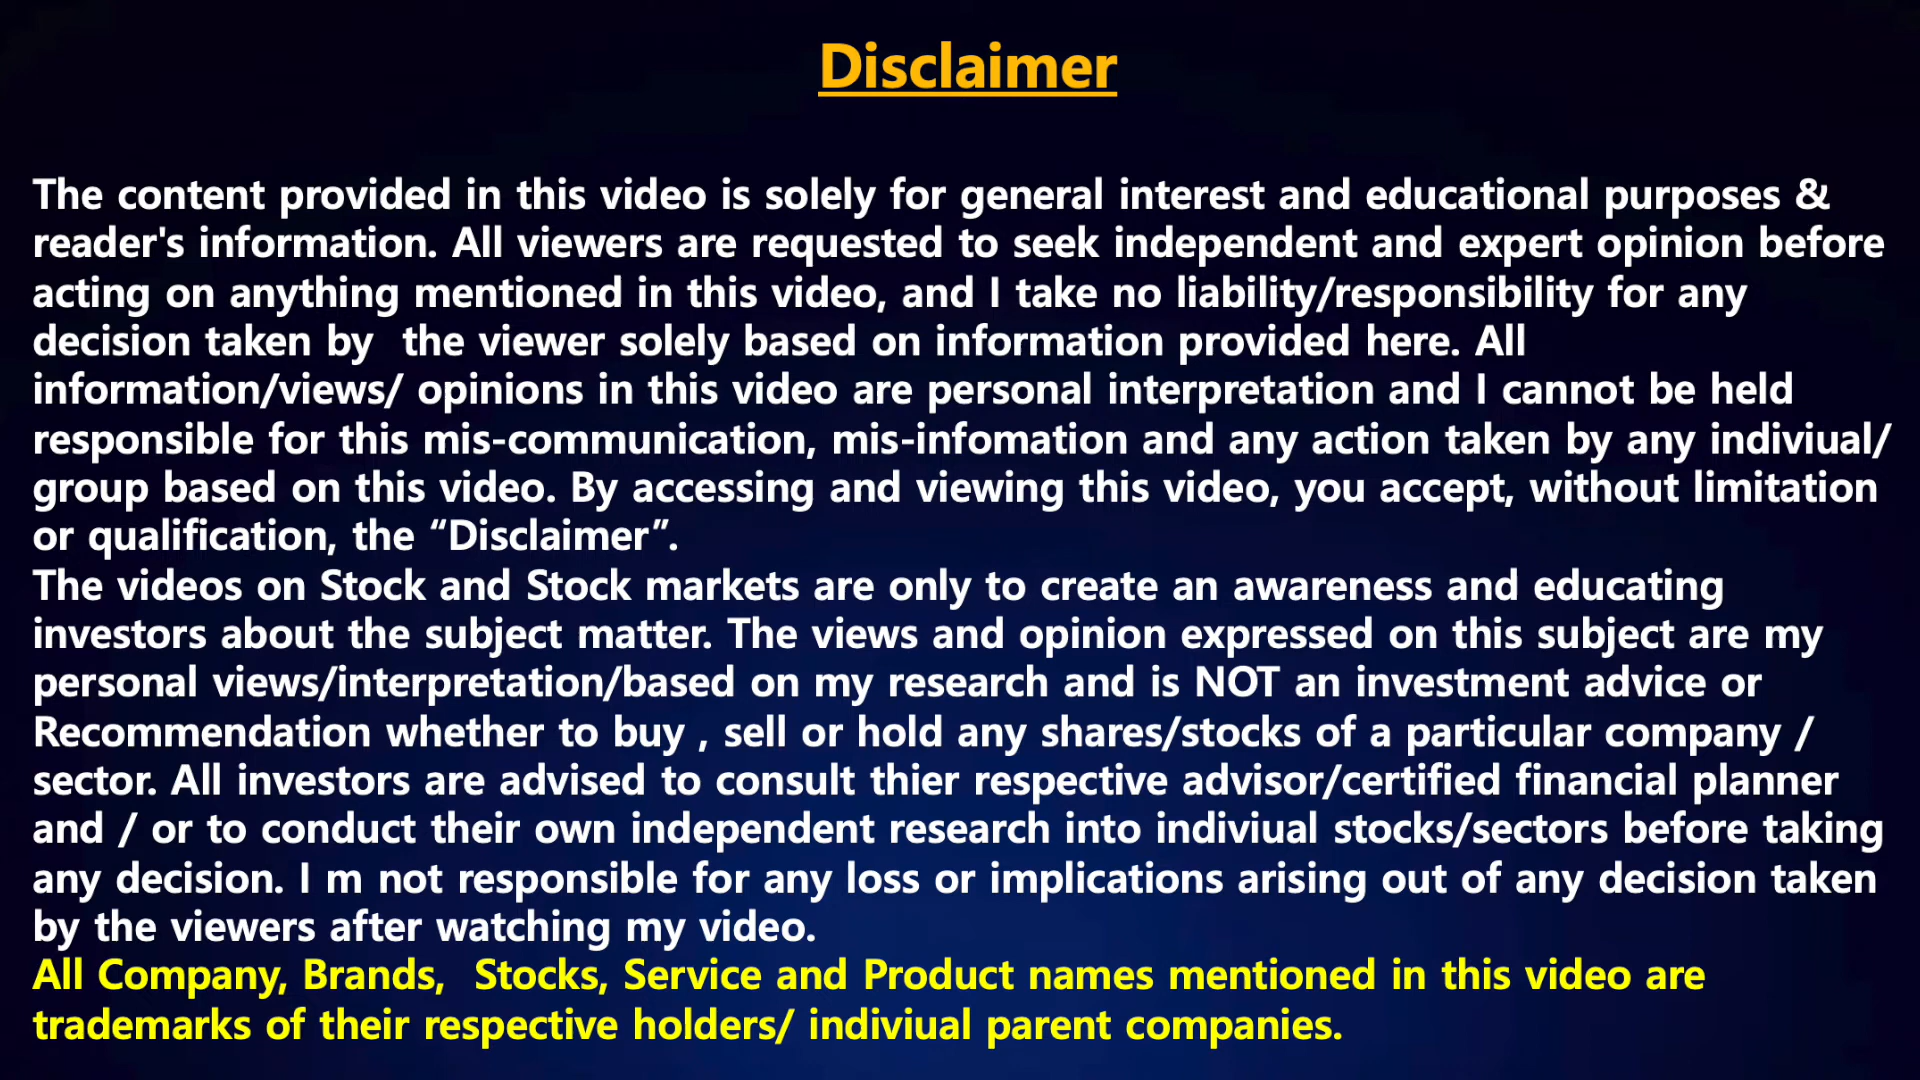 Disclaimer
The content provided in this video is solely for general interest and educational purposes &
reader's information. All viewers are requested to seek independent and expert opinion before
acting on anything mentioned in this video, and I take no liability/responsibility for any
decision taken by  the viewer solely based on information provided here. All
information/views/ opinions in this video are personal interpretation and I cannot be held
responsible for this mis-communication, mis-infomation and any action taken by any indiviual/
group based on this video. By accessing and viewing this video, you accept, without limitation
or qualification, the “Disclaimer”.
The videos on Stock and Stock markets are only to create an awareness and educating
investors about the subject matter. The views and opinion expressed on this subject are my
personal views/interpretation/based on my research and is NOT an investment advice or
Recommendation whether to buy , sell or hold any shares/stocks of a particular company /
sector. All investors are advised to consult thier respective advisor/certified financial planner
and / or to conduct their own independent research into indiviual stocks/sectors before taking
any decision. I m not responsible for any loss or implications arising out of any decision taken
by the viewers after watching my video.
All Company, Brands,  Stocks, Service and Product names mentioned in this video are
trademarks of their respective holders/ indiviual parent companies.